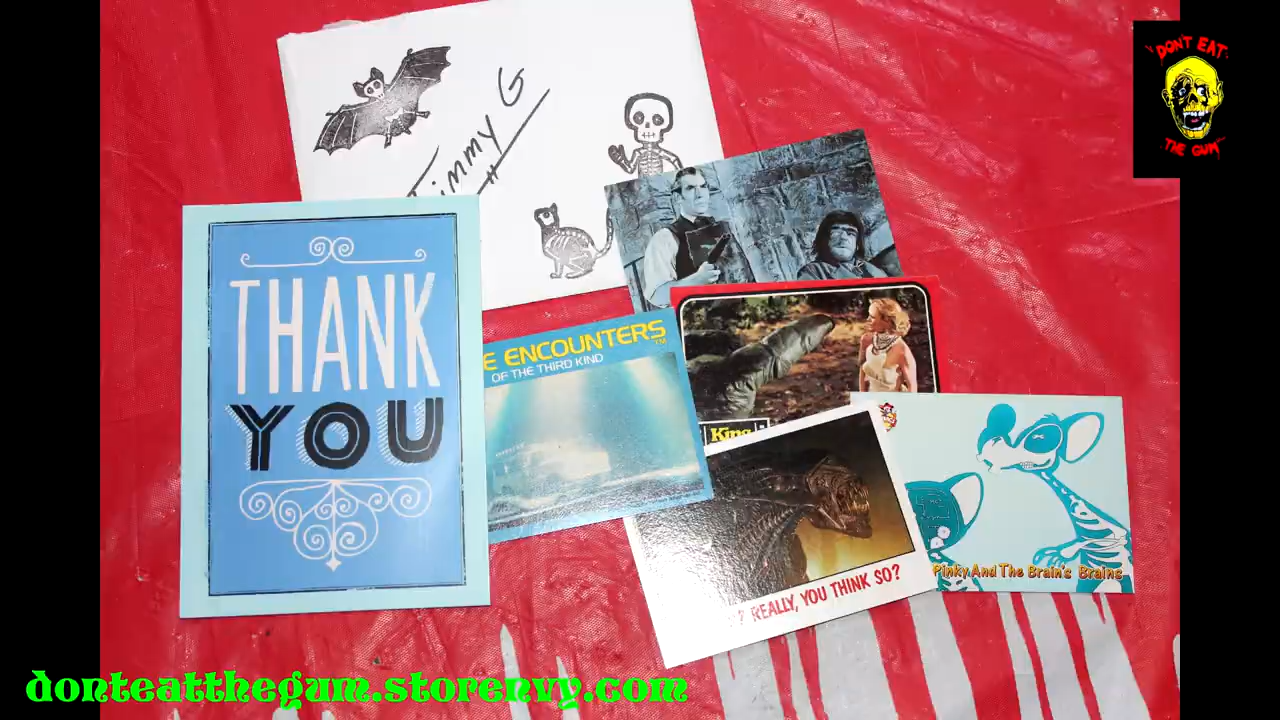 "DON'T EAT
THE GUM"
Jimmy G
THANK
YOU
E ENCOUNTERS™
OF THE THIRD KIND
King
? REALLY, YOU THINK SO?
Pinky And The Brain's Brains
donteatthegum.storenvy.com